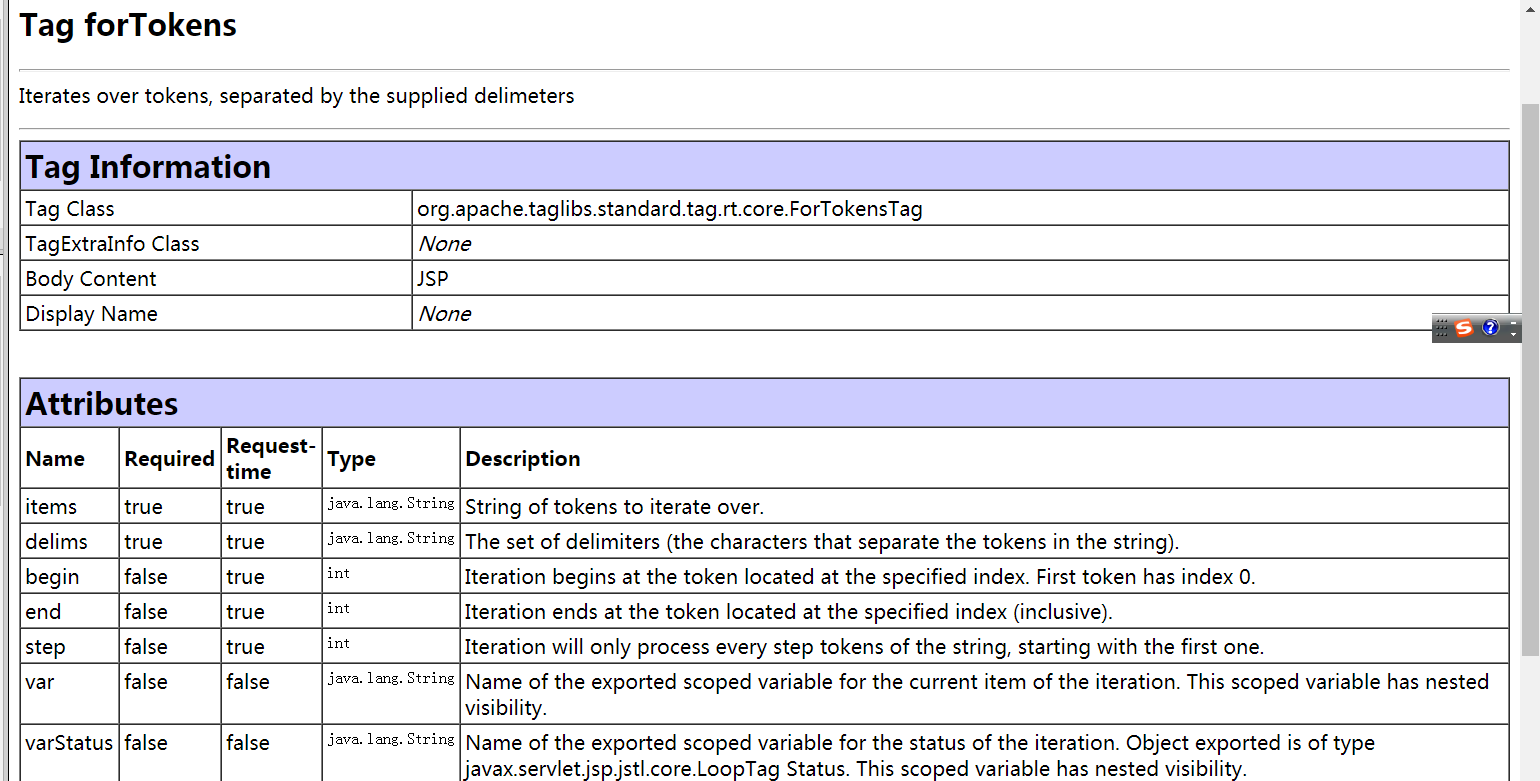 Tag forTokens
Iterates over tokens, separated by the supplied delimeters
Tag Information
Tag Class org.apache.taglibs.standard.tag.rt.core.ForTokensTag
TagExtraInfo Class None
Body Content JSP
Display Name None
Attributes
Name Required Request-time Type Description
items true true java.lang.String String of tokens to iterate over.
delims true true java.lang.String The set of delimiters (the characters that separate the tokens in the string).
begin false true int Iteration begins at the token located at the specified index. First token has index 0.
end false true int Iteration ends at the token located at the specified index (inclusive).
step false true int Iteration will only process every step tokens of the string, starting with the first one.
var false false java.lang.String Name of the exported scoped variable for the current item of the iteration. This scoped variable has nested
visibility.
varStatus false false java.lang.String Name of the exported scoped variable for the status of the iteration. Object exported is of type
javax.servlet.jsp.jstl.core.LoopTag Status. This scoped variable has nested visibility.